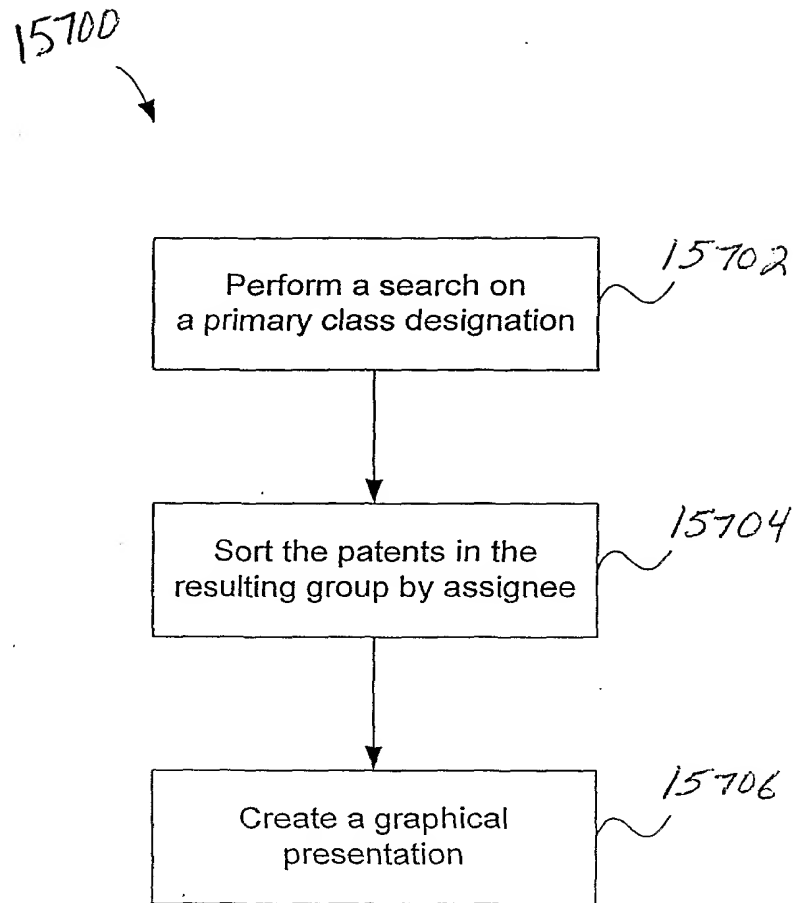 15700
Perform a search on
a primary class designation
15702
Sort the patents in the
resulting group by assignee
15704
Create a graphical
presentation
15706